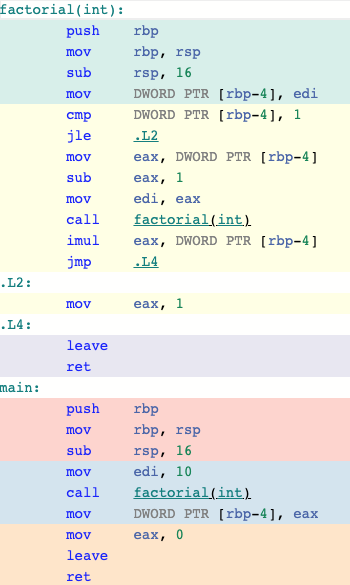 factorial(int):
push rbp
mov rbp, rsp
sub rsp, 16
mov DWORD PTR [rbp-4], edi
cmp DWORD PTR [rbp-4], 1
jle .L2
mov eax, DWORD PTR [rbp-4]
sub eax, 1
mov edi, eax
call factorial(int)
imul eax, DWORD PTR [rbp-4]
jmp .L4
.L2:
mov eax, 1
.L4:
leave
ret
main:
push rbp
mov rbp, rsp
sub rsp, 16
mov edi, 10
call factorial(int)
mov DWORD PTR [rbp-4], eax
mov eax, 0
leave
ret